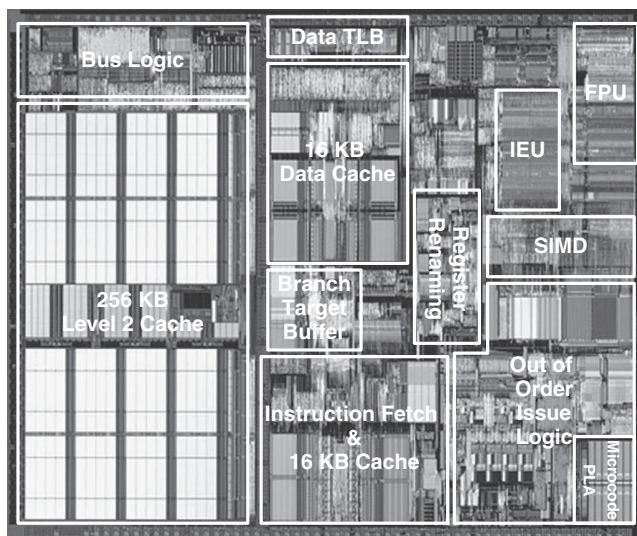 Bus Logic
Data TLB
FPU
16 KB
Data Cache
IEU
Register
Renaming
SIMD
256 KB
Level 2 Cache
Branch
Target
Buffer
Out of
Order
Issue
Logic
Instruction Fetch
&
16 KB Cache
Microcode
PLA